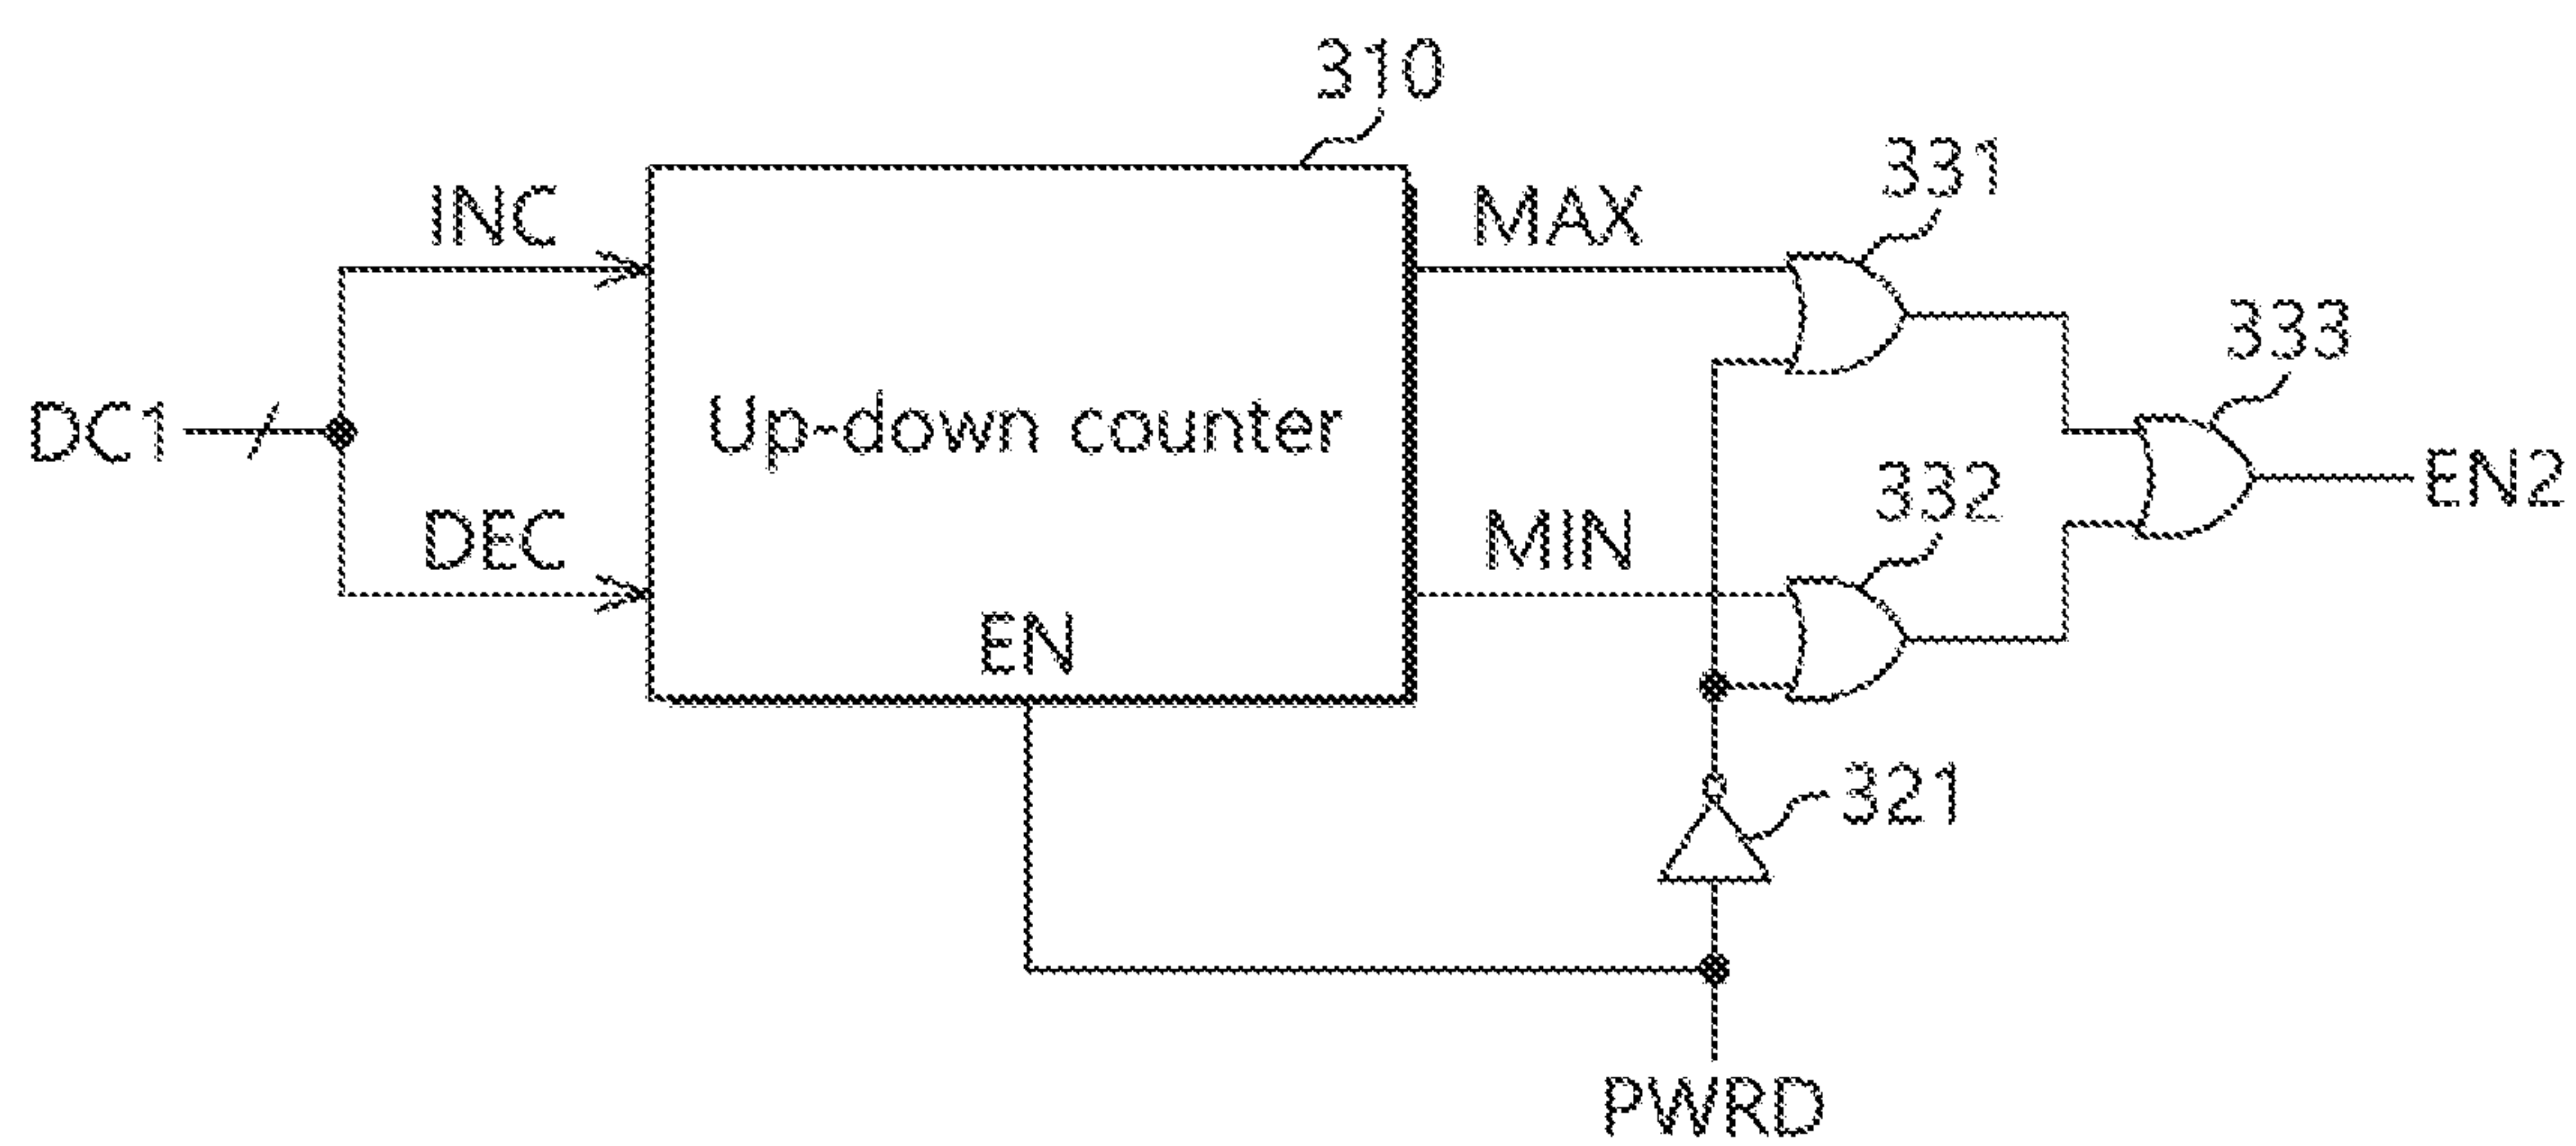 310
331
INC
MAX
333
DC1
Up-down counter
EN2
332
DEC
MIN
EN
321
PWRD